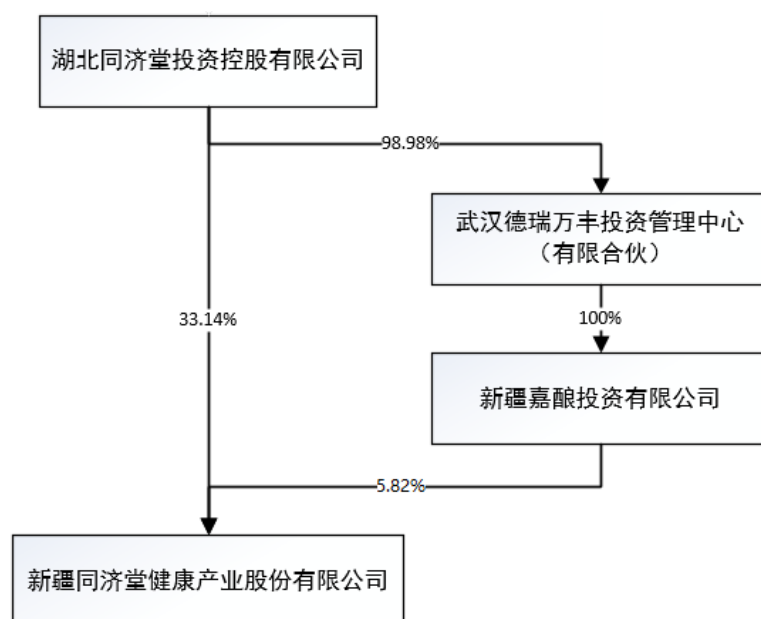 湖北同济堂投资控股有限公司
98.98%
武汉德瑞万丰投资管理中心
（有限合伙）
33.14%
100%
新疆嘉酿投资有限公司
5.82%
新疆同济堂健康产业股份有限公司